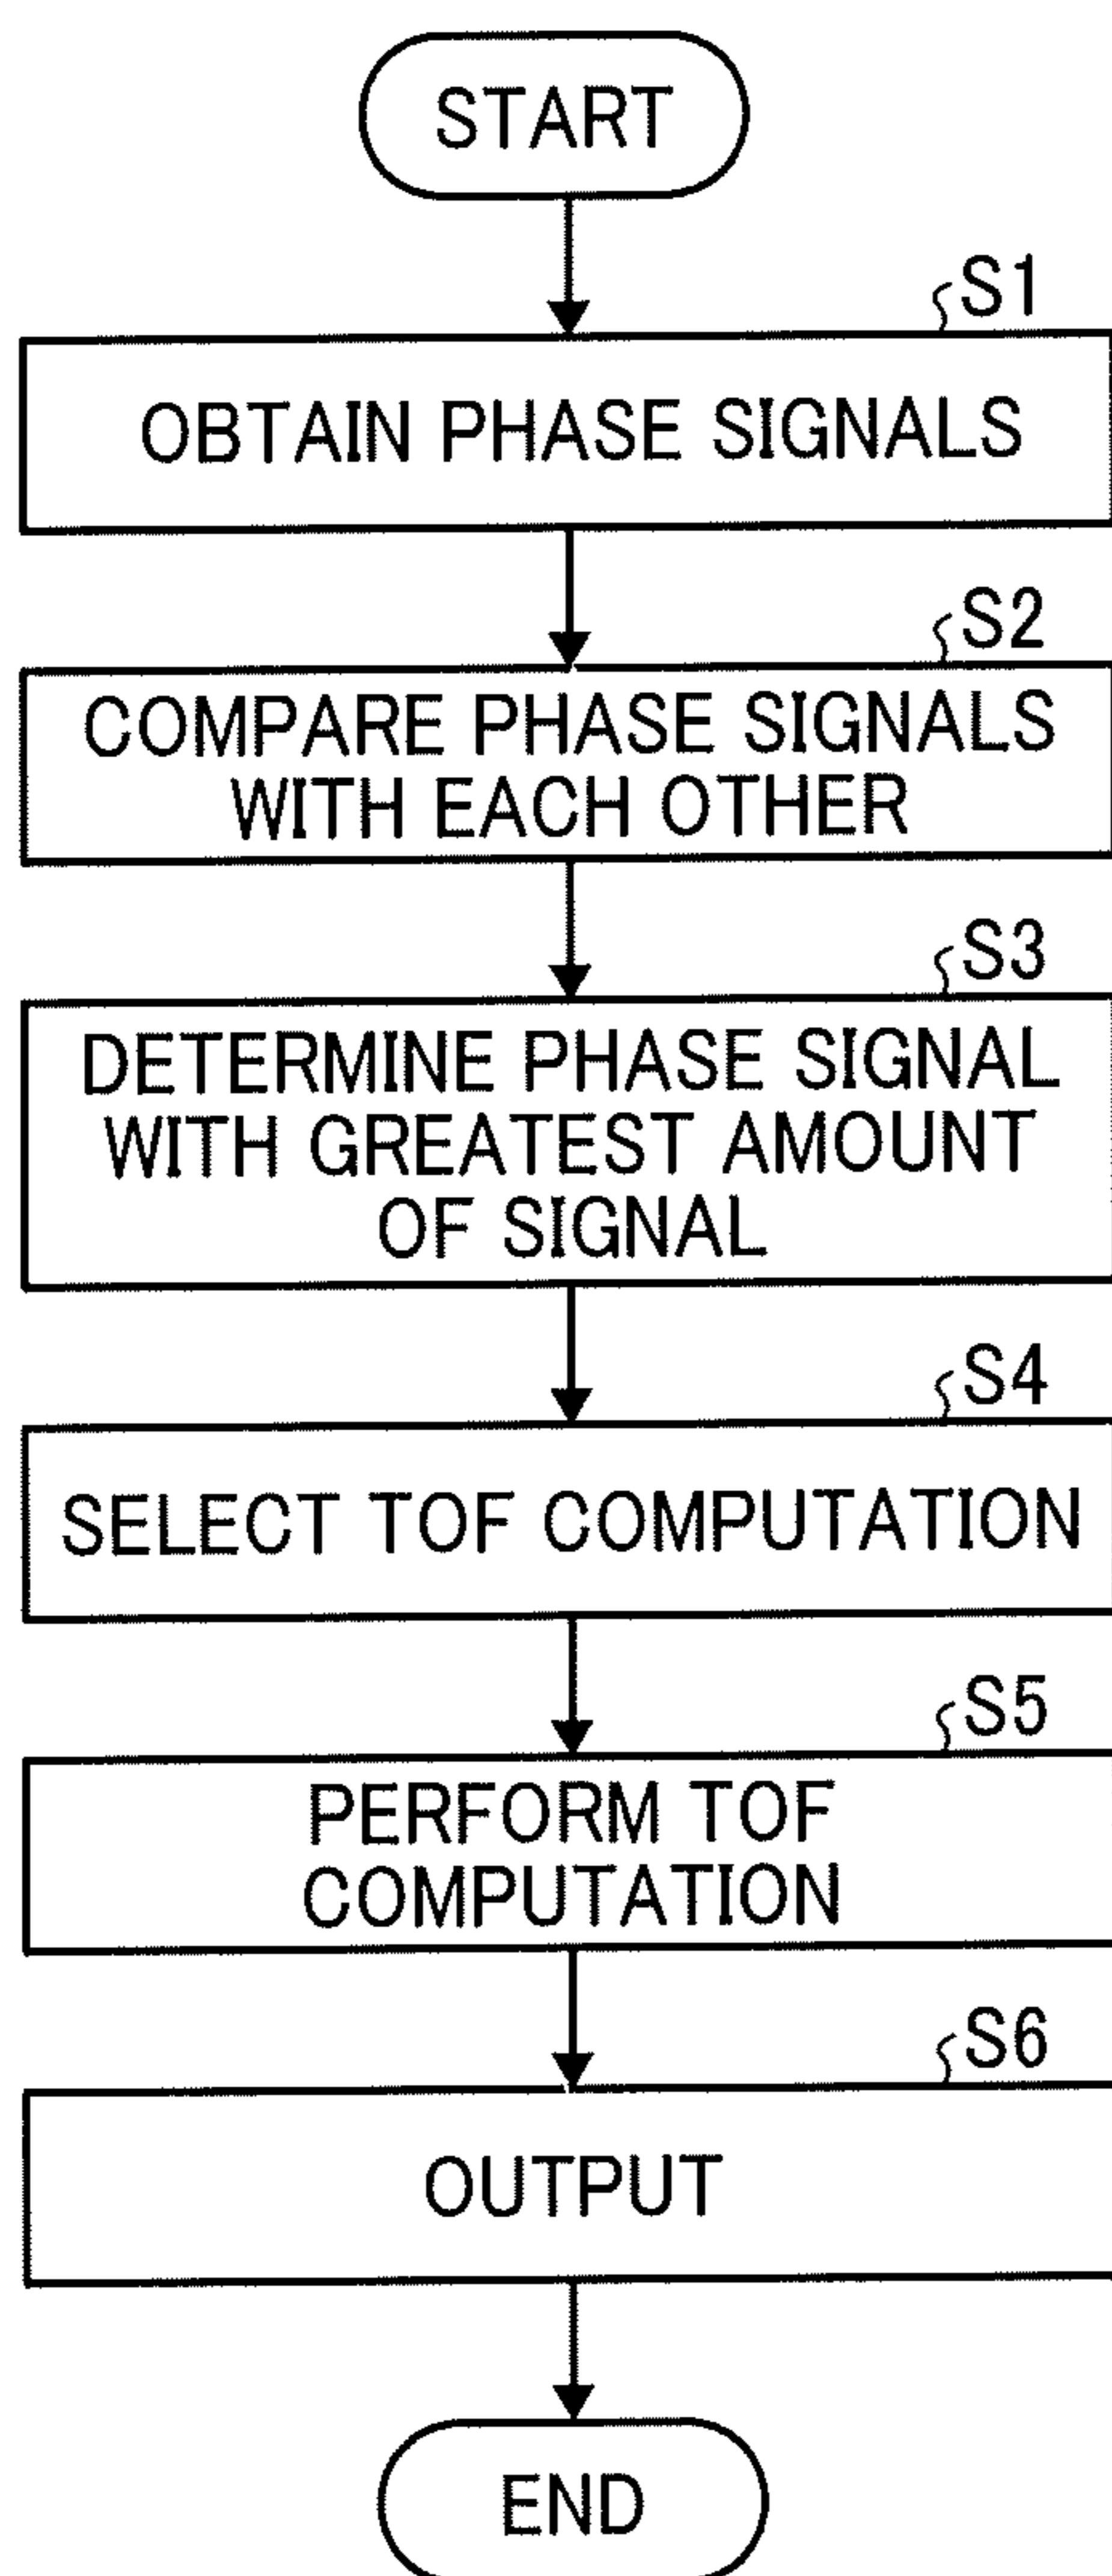 START
S1
OBTAIN PHASE SIGNALS
S2
COMPARE PHASE SIGNALS
WITH EACH OTHER
S3
DETERMINE PHASE SIGNAL
WITH GREATEST AMOUNT
OF SIGNAL
S4
SELECT TOF COMPUTATION
S5
PERFORM TOF
COMPUTATION
S6
OUTPUT
END